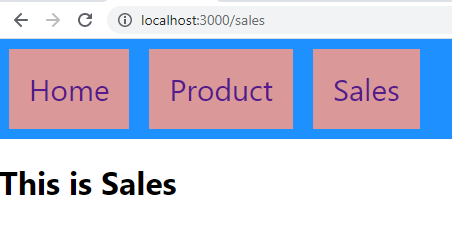 localhost:3000/sales
Home Product Sales
This is Sales